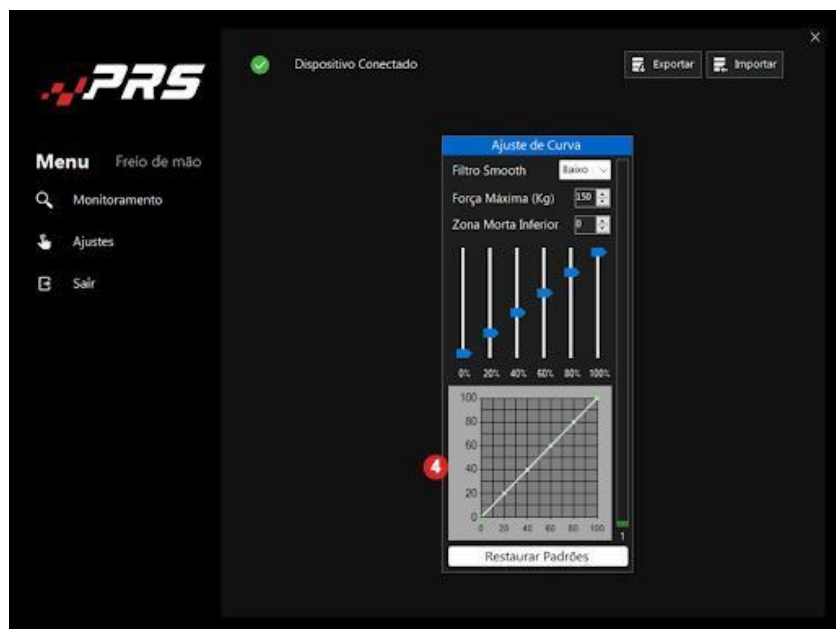 PRS
Dispositivo Conectado
Exportar
Importar
Menu Freio de mão
Monitoramento
Ajustes
Sair
Ajuste de Curva
Filtro Smooth Baixo
Força Máxima (Kg) 150
Zona Morta Inferior 0
0% 20% 40% 60% 80% 100%
100
80
60
4
40
20
0
0 20 40 60 80 100
1
Restaurar Padrões